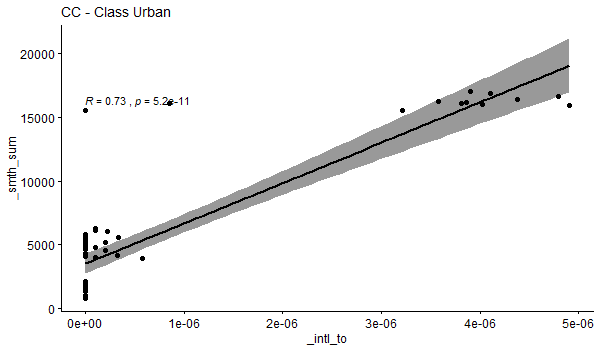 CC - Class Urban
R = 0.73 , p = 5.2e-11
20000
15000
10000
5000
0
_smth_sum
0e+00 1e-06 2e-06 3e-06 4e-06 5e-06
_intl_to